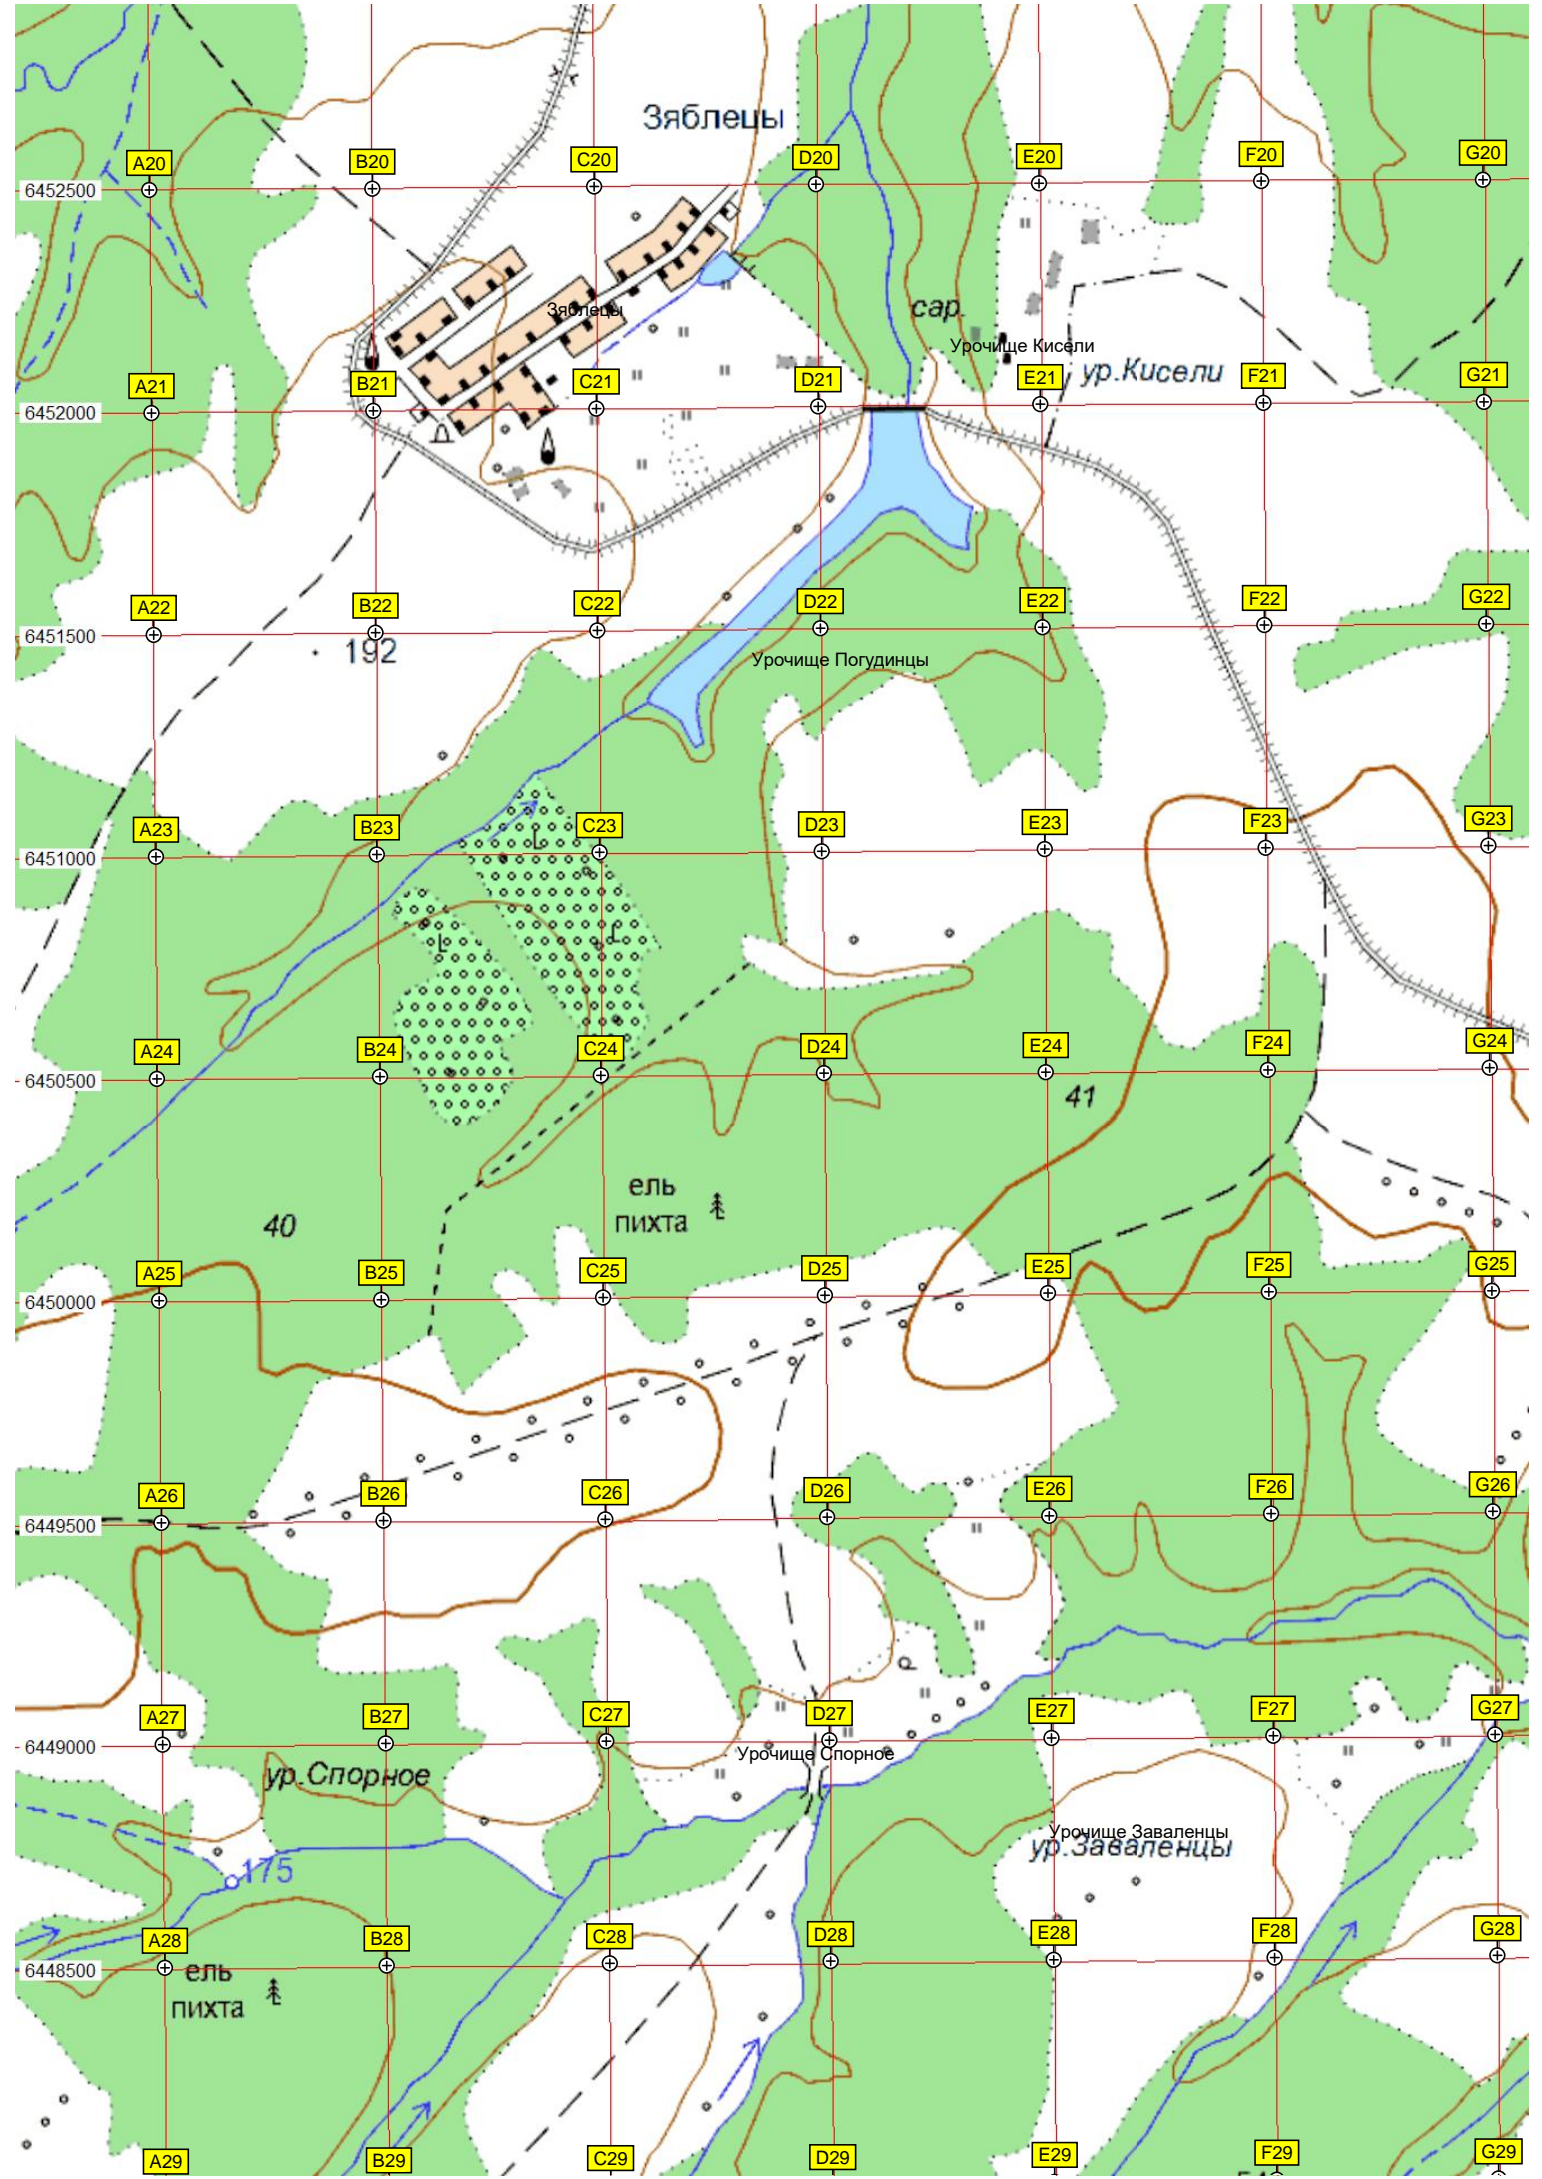 Зяблецы
A20 B20 C20 D20 E20 F20 G20
6452500
сар.
Зяблецы
Урочище Кисели
ур.Кисели
A21 B21 C21 D21 E21 F21 G21
6452000
A22 B22 C22 D22 E22 F22 G22
6451500
192
Урочище Погудинцы
A23 B23 C23 D23 E23 F23 G23
6451000
L
L
L
A24 B24 C24 D24 E24 F24 G24
6450500
41
ель
пихта
40
A25 B25 C25 D25 E25 F25 G25
6450000
A26 B26 C26 D26 E26 F26 G26
6449500
A27 B27 C27 D27 E27 F27 G27
6449000
Урочище Спорное
ур.Спорное
Урочище Заваленцы
ур.Заваленцы
175
A28 B28 C28 D28 E28 F28 G28
6448500
ель
пихта
A29 B29 C29 D29 E29 F29 G29